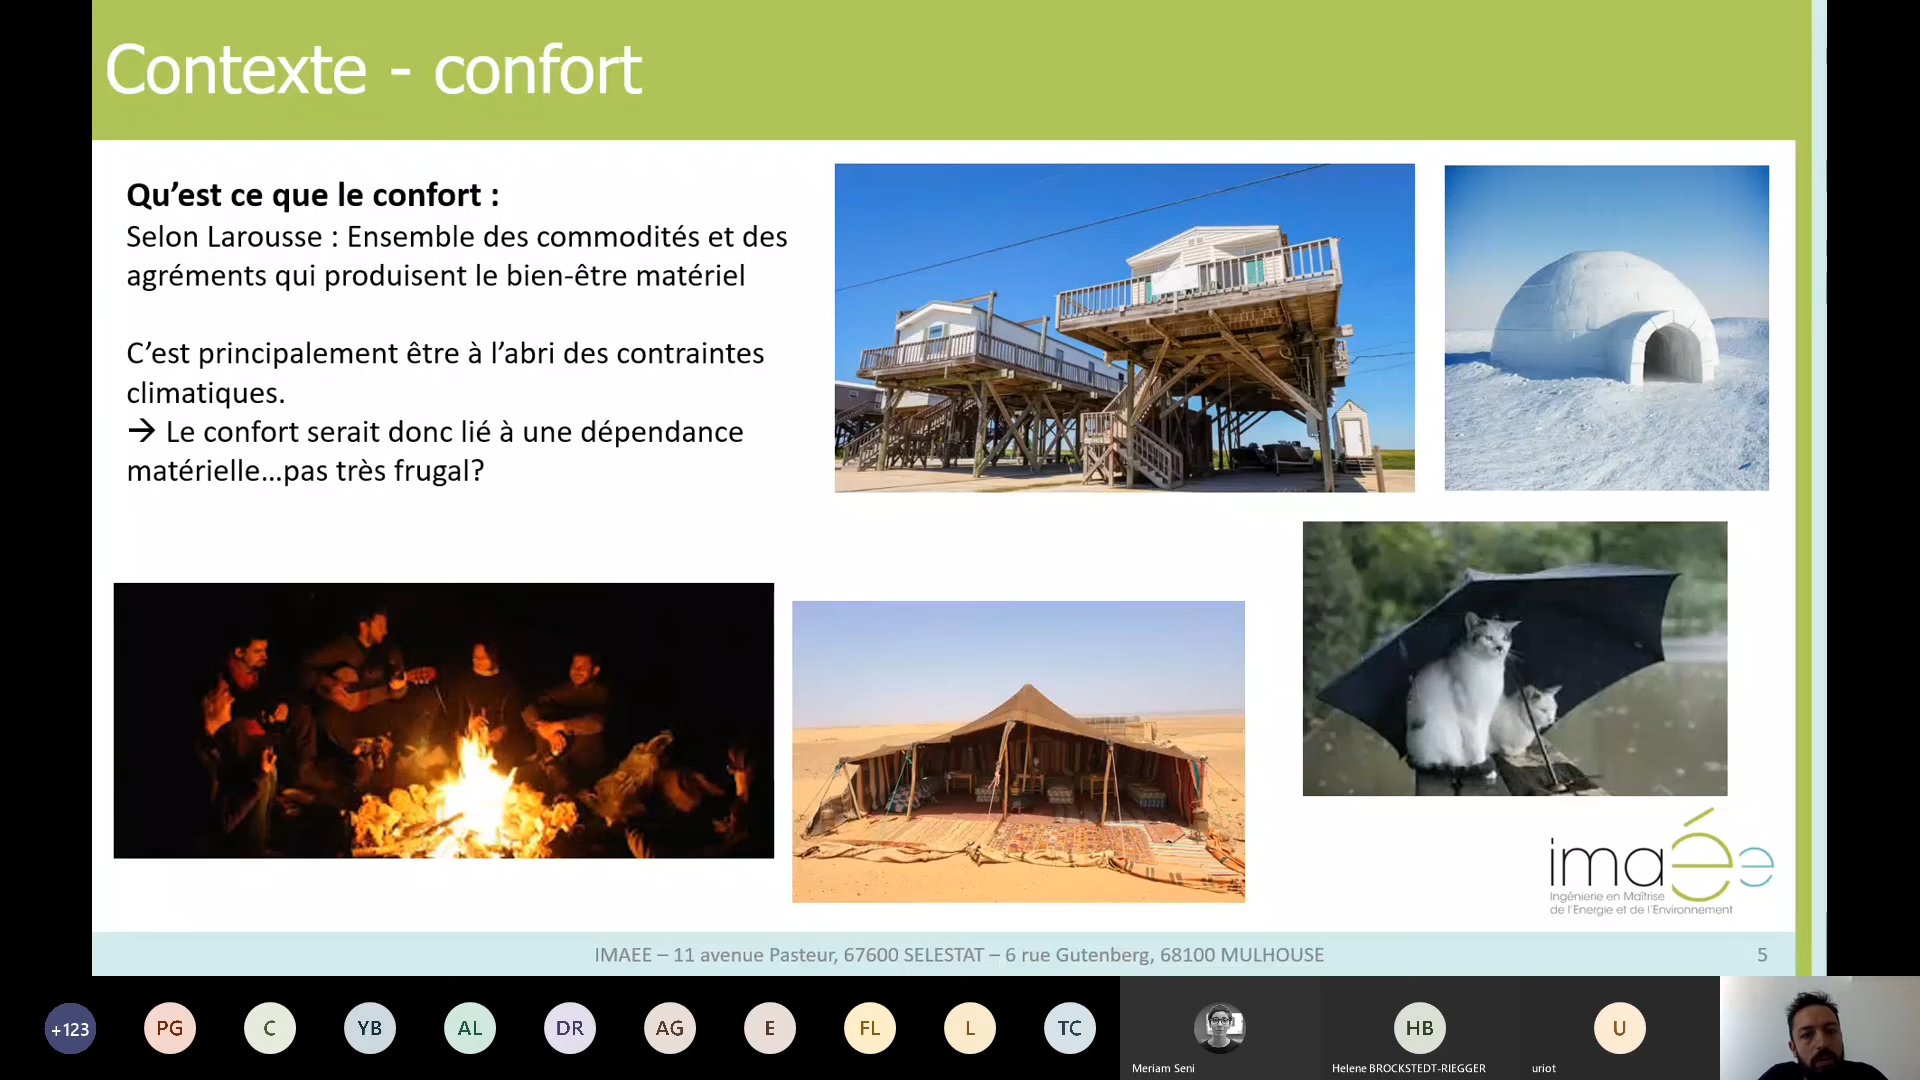 Contexte - confort
Qu’est ce que le confort :
Selon Larousse : Ensemble des commodités et des
agréments qui produisent le bien-être matériel
C’est principalement être à l’abri des contraintes
climatiques.
→ Le confort serait donc lié à une dépendance
matérielle...pas très frugal?
imaée
Ingénierie en Maîtrise
de l'Energie et de l'Environnement
IMAEE – 11 avenue Pasteur, 67600 SELESTAT – 6 rue Gutenberg, 68100 MULHOUSE
5
+123
PG
C
YB
AL
DR
AG
E
FL
L
TC
Meriam Seni
HB
Helene BROCKSTEDT-RIEGGER
U
uriot